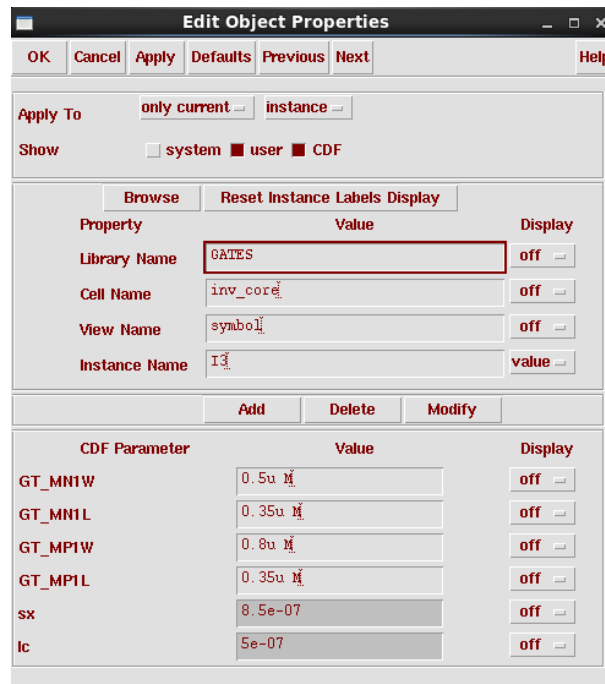 Edit Object Properties
OK Cancel Apply Defaults Previous Next Help
Apply To only current instance
Show system user CDF
Browse Reset Instance Labels Display
Property Value Display
Library Name GATES off
Cell Name inv_core off
View Name symbol off
Instance Name I3 value
Add Delete Modify
CDF Parameter Value Display
GT_MN1W 0.5u M off
GT_MN1L 0.35u M off
GT_MP1W 0.8u M off
GT_MP1L 0.35u M off
sx 8.5e-07 off
lc 5e-07 off